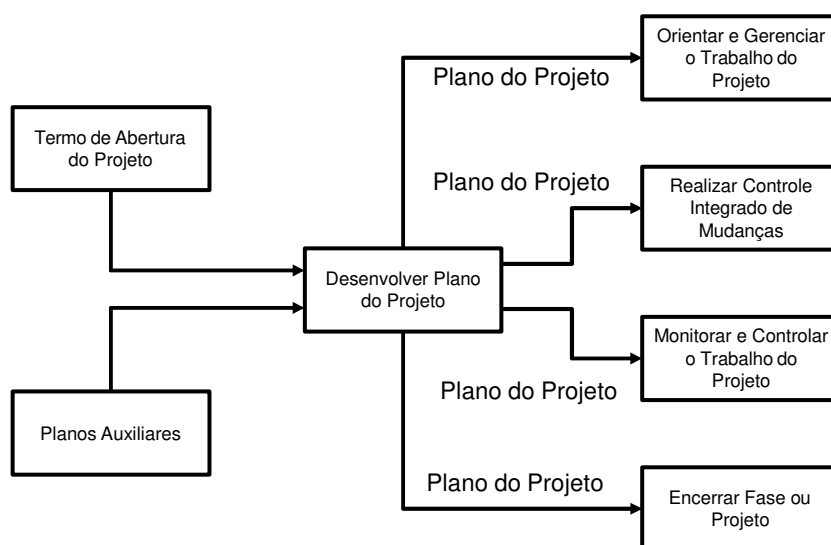 Orientar e Gerenciar
o Trabalho do
Projeto
Plano do Projeto
Termo de Abertura
do Projeto
Plano do Projeto
Realizar Controle
Integrado de
Mudanças
Desenvolver Plano
do Projeto
Monitorar e Controlar
o Trabalho do
Projeto
Plano do Projeto
Planos Auxiliares
Plano do Projeto
Encerrar Fase ou
Projeto